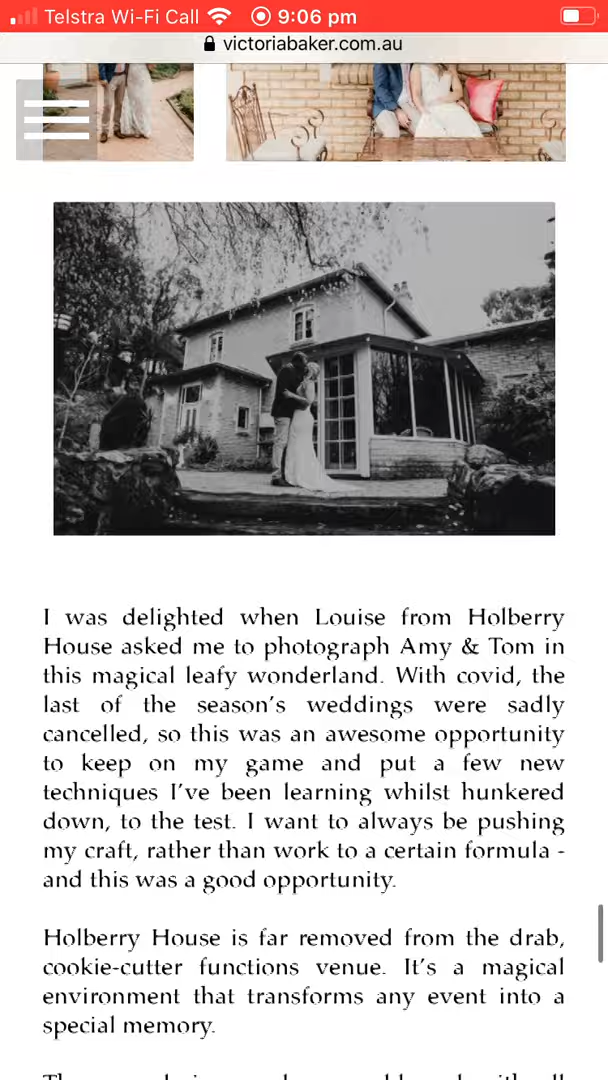 Telstra Wi-Fi Call 9:06 pm
victoriabaker.com.au
I was delighted when Louise from Holberry
House asked me to photograph Amy & Tom in
this magical leafy wonderland. With covid, the
last of the season's weddings were sadly
cancelled, so this was an awesome opportunity
to keep on my game and put a few new
techniques I've been learning whilst hunkered
down, to the test. I want to always be pushing
my craft, rather than work to a certain formula -
and this was a good opportunity.
Holberry House is far removed from the drab,
cookie-cutter functions venue. It's a magical
environment that transforms any event into a
special memory.